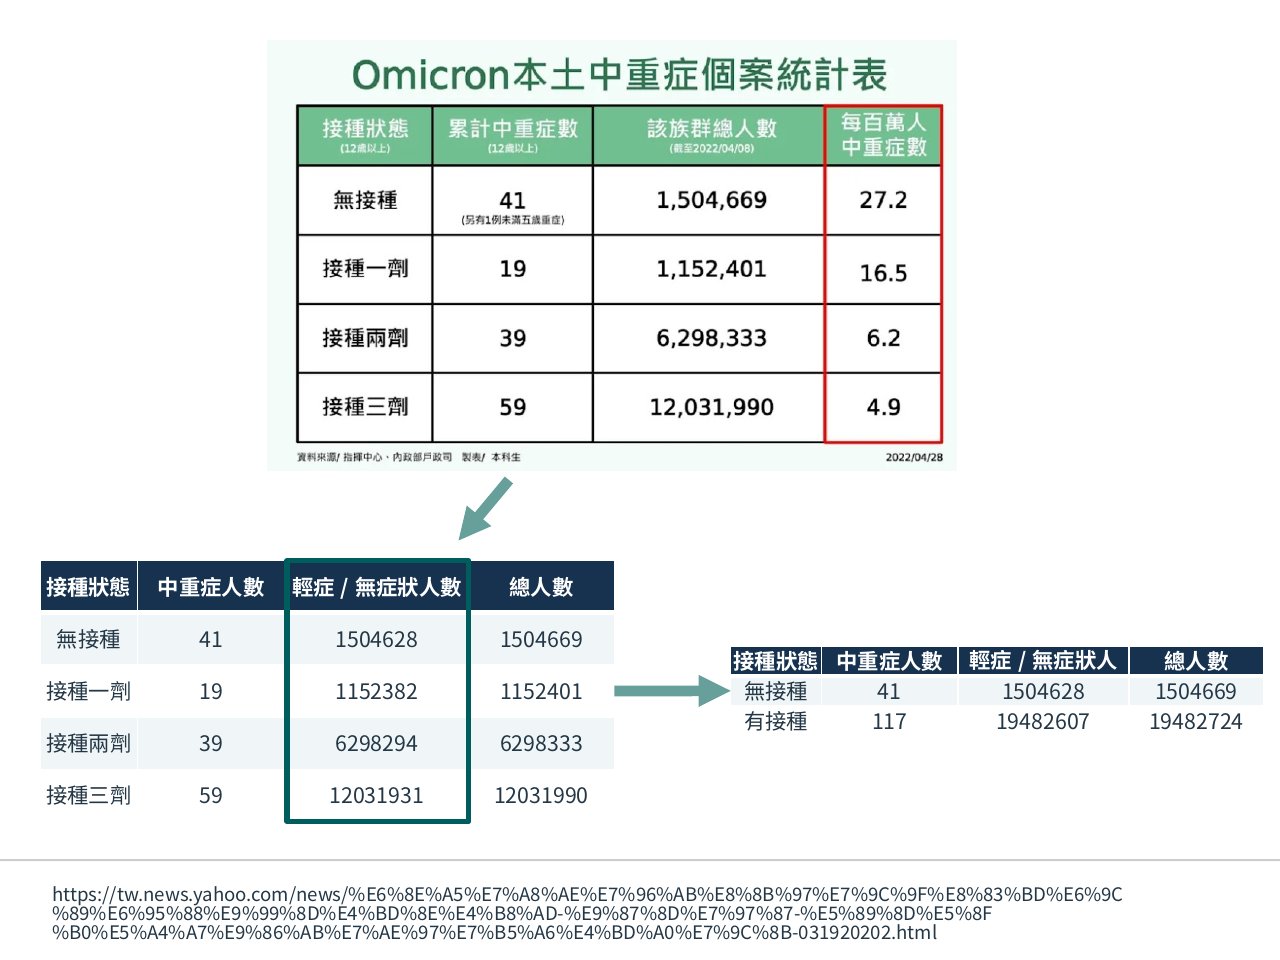 Omicron本土中重症個案統計表
接種狀態 累計中重症數 該族群總人數 每百萬人
(12歲以上) (12歲以上) (截至2022/04/08) 中重症數
無接種 41 1,504,669 27.2
(另有1例未滿五歲重症)
接種一劑 19 1,152,401 16.5
接種兩劑 39 6,298,333 6.2
接種三劑 59 12,031,990 4.9
資料來源/ 指揮中心、內政部戶政司 製表/ 本科生 2022/04/28
接種狀態 中重症人數 輕症 / 無症狀人數 總人數
無接種 41 1504628 1504669
接種一劑 19 1152382 1152401
接種兩劑 39 6298294 6298333
接種三劑 59 12031931 12031990
接種狀態 中重症人數 輕症 / 無症狀人 總人數
無接種 41 1504628 1504669
有接種 117 19482607 19482724
https://tw.news.yahoo.com/news/%E6%8E%A5%E7%A8%AE%E7%96%AB%E8%8B%97%E7%9C%9F%E8%83%BD%E6%9C
%89%E6%95%88%E9%99%8D%E4%BD%8E%E4%B8%AD-%E9%87%8D%E7%97%87-%E5%89%8D%E5%8F
%B0%E5%A4%A7%E9%86%AB%E7%AE%97%E7%B5%A6%E4%BD%A0%E7%9C%8B-031920202.html